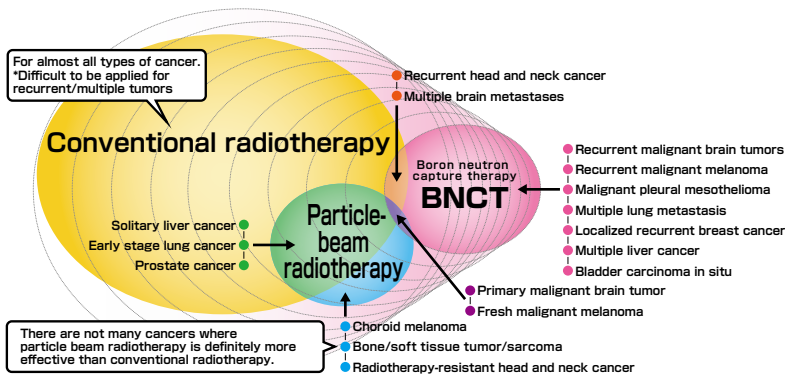 For almost all types of cancer.
*Difficult to be applied for
recurrent/multiple tumors
Recurrent head and neck cancer
Multiple brain metastases
Conventional radiotherapy
Boron neutron
capture therapy
BNCT
Recurrent malignant brain tumors
Recurrent malignant melanoma
Malignant pleural mesothelioma
Multiple lung metastasis
Localized recurrent breast cancer
Multiple liver cancer
Bladder carcinoma in situ
Solitary liver cancer
Early stage lung cancer
Prostate cancer
Particle-
beam
radiotherapy
Primary malignant brain tumor
Fresh malignant melanoma
There are not many cancers where
particle beam radiotherapy is definitely more
effective than conventional radiotherapy.
Choroid melanoma
Bone/soft tissue tumor/sarcoma
Radiotherapy-resistant head and neck cancer